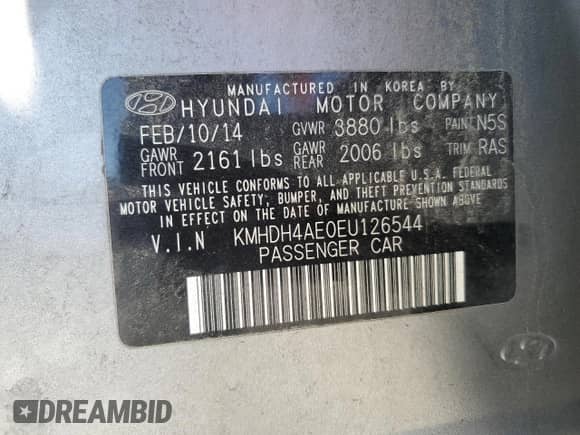 MANUFACTURED IN KOREA BY
HYUNDAI MOTOR COMPANY
FEB/10/14 GVWR 3880 lbs PAINT N5S
GAWR FRONT 2161 lbs GAWR REAR 2006 lbs TRIM RAS
THIS VEHICLE CONFORMS TO ALL APPLICABLE U.S.A. FEDERAL
MOTOR VEHICLE SAFETY, BUMPER, AND THEFT PREVENTION STANDARDS
IN EFFECT ON THE DATE OF MANUFACTURE SHOWN ABOVE
V.I.N KMHDH4AE0EU126544
PASSENGER CAR
DREAMBID